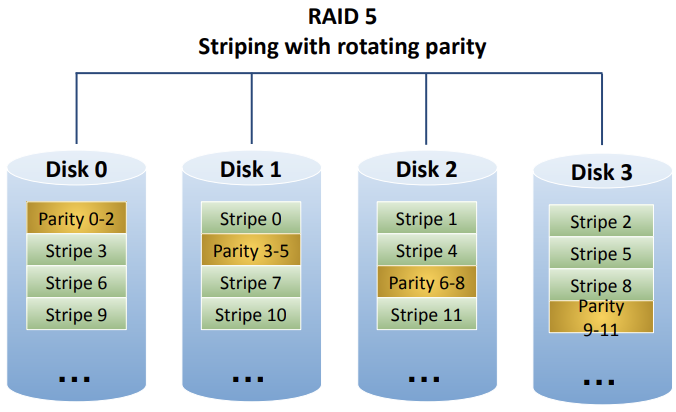 RAID 5
Striping with rotating parity
Disk 0
Parity 0-2
Stripe 3
Stripe 6
Stripe 9
...
Disk 1
Stripe 0
Parity 3-5
Stripe 7
Stripe 10
...
Disk 2
Stripe 1
Stripe 4
Parity 6-8
Stripe 11
...
Disk 3
Stripe 2
Stripe 5
Stripe 8
Parity
9-11
...